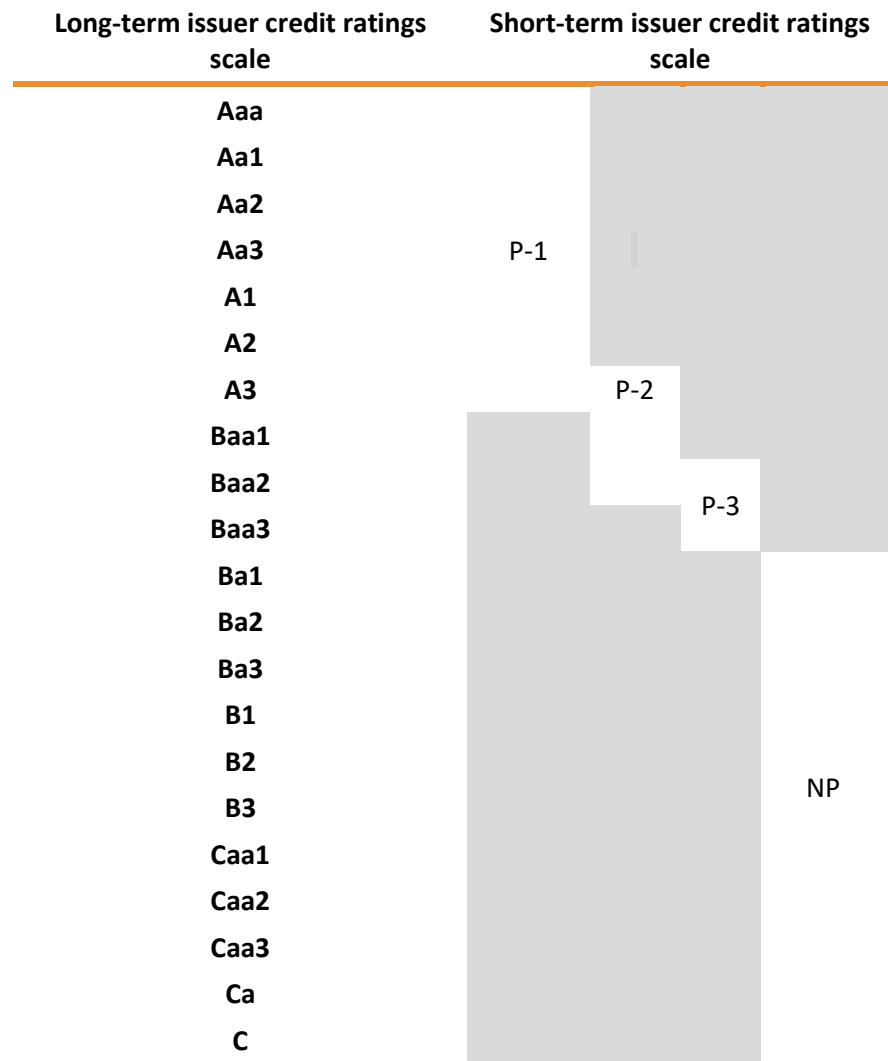 Long-term issuer credit ratings Short-term issuer credit ratings
scale scale
Aaa
Aa1
Aa2
Aa3 P-1
A1
A2
A3 P-2
Baa1
Baa2
P-3
Baa3
Ba1
Ba2
Ba3
B1
B2
NP
B3
Caa1
Caa2
Caa3
Ca
C